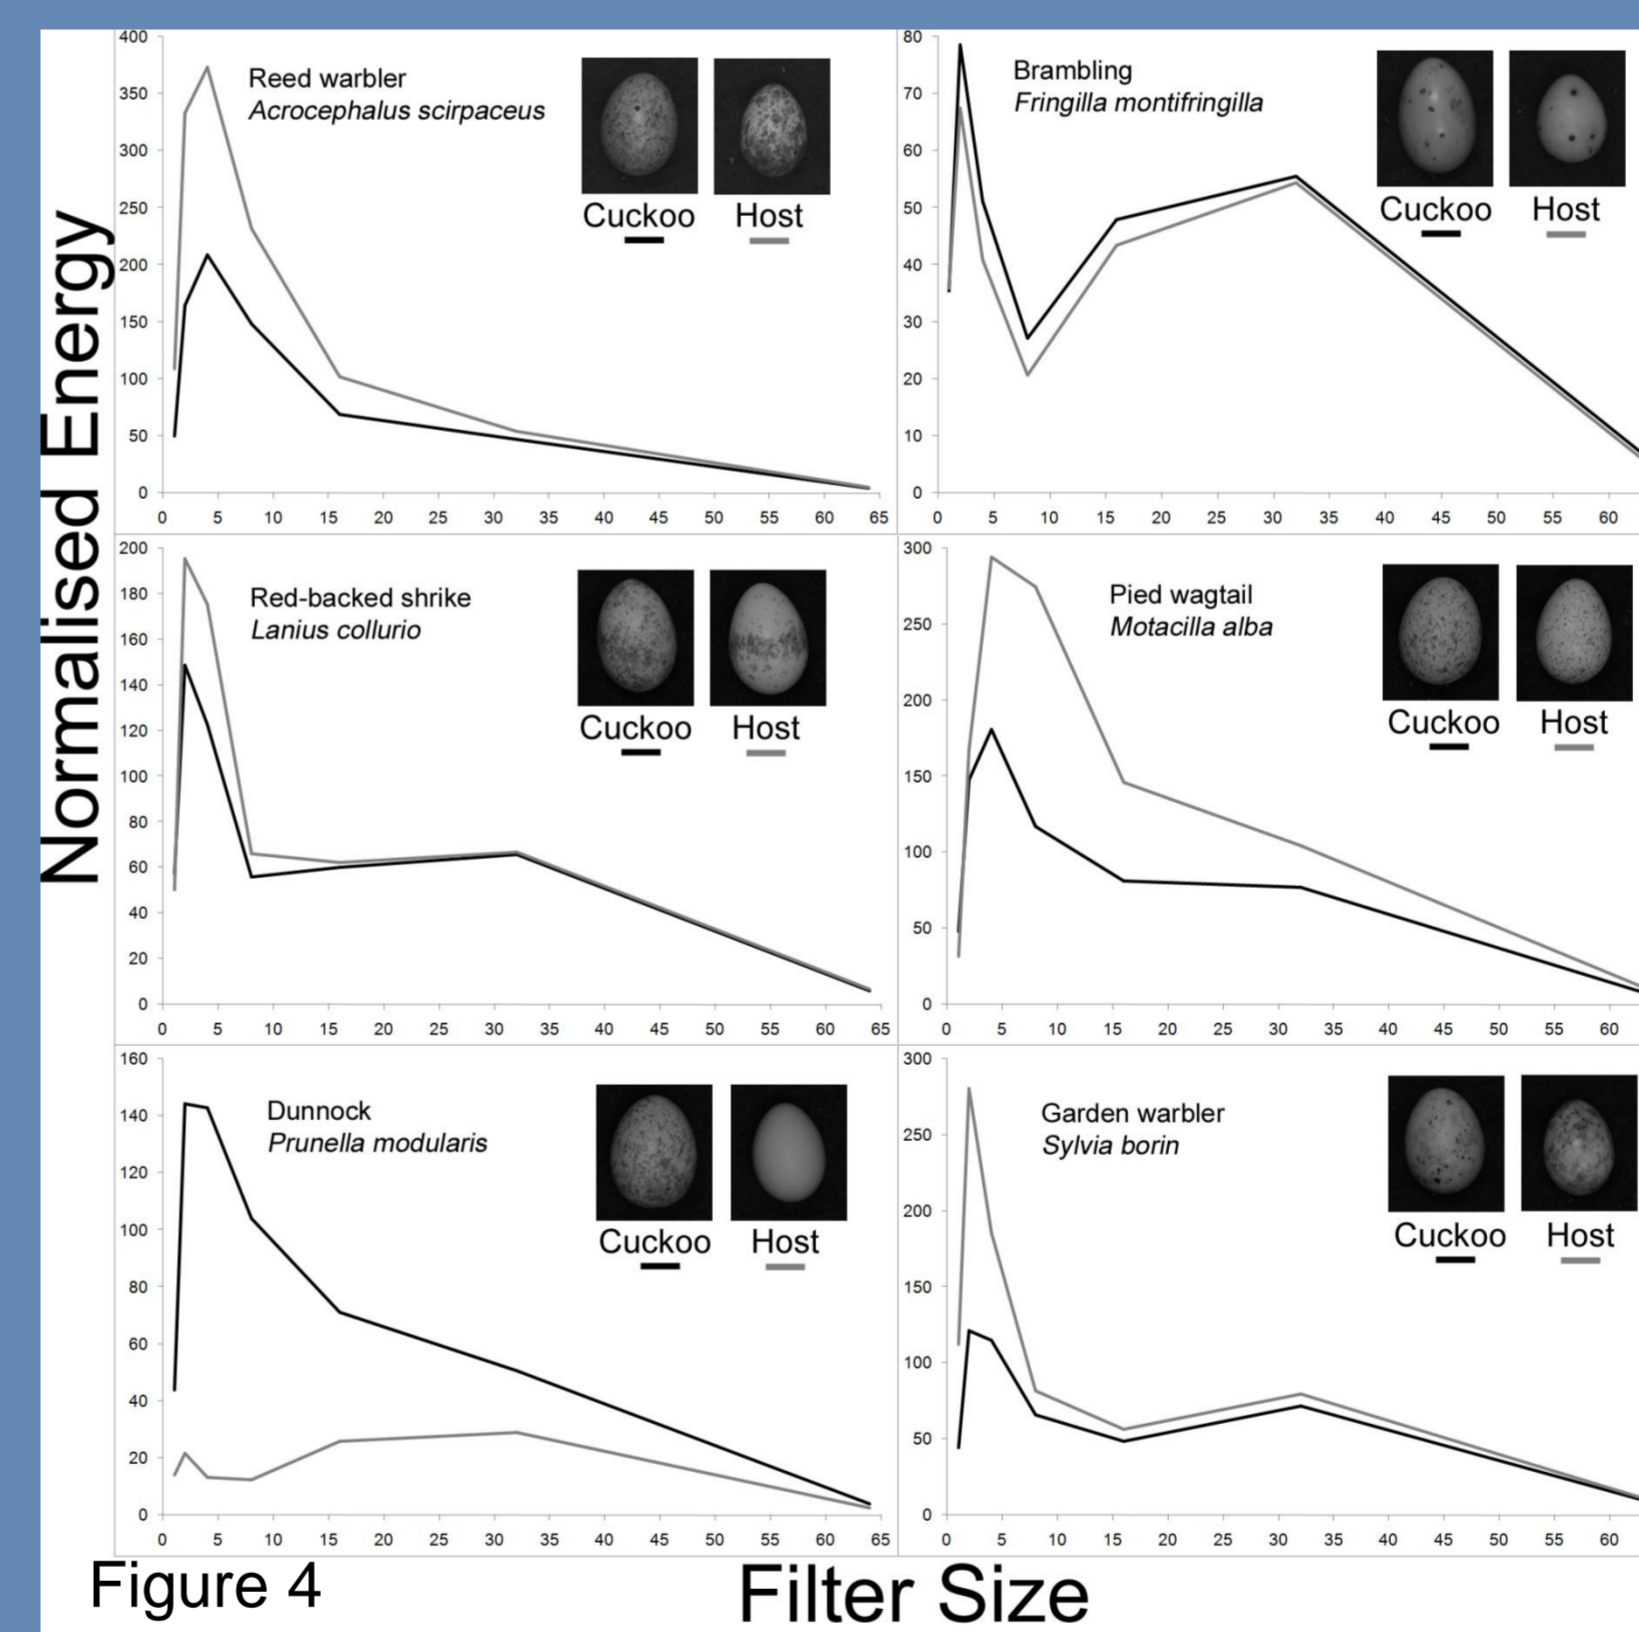 Normalised Energy
400
350
300
250
200
150
100
50
0
0 5 10 15 20 25 30 35 40 45 50 55 60 65
Reed warbler
Acrocephalus scirpaceus
Cuckoo Host
80
70
60
50
40
30
20
10
0
0 5 10 15 20 25 30 35 40 45 50 55 60
Brambling
Fringilla montifringilla
Cuckoo Host
200
180
160
140
120
100
80
60
40
20
0
0 5 10 15 20 25 30 35 40 45 50 55 60 65
Red-backed shrike
Lanius collurio
Cuckoo Host
300
250
200
150
100
50
0
0 5 10 15 20 25 30 35 40 45 50 55 60
Pied wagtail
Motacilla alba
Cuckoo Host
160
140
120
100
80
60
40
20
0
0 5 10 15 20 25 30 35 40 45 50 55 60 65
Dunnock
Prunella modularis
Cuckoo Host
300
250
200
150
100
50
0
0 5 10 15 20 25 30 35 40 45 50 55 60
Garden warbler
Sylvia borin
Cuckoo Host
Figure 4
Filter Size